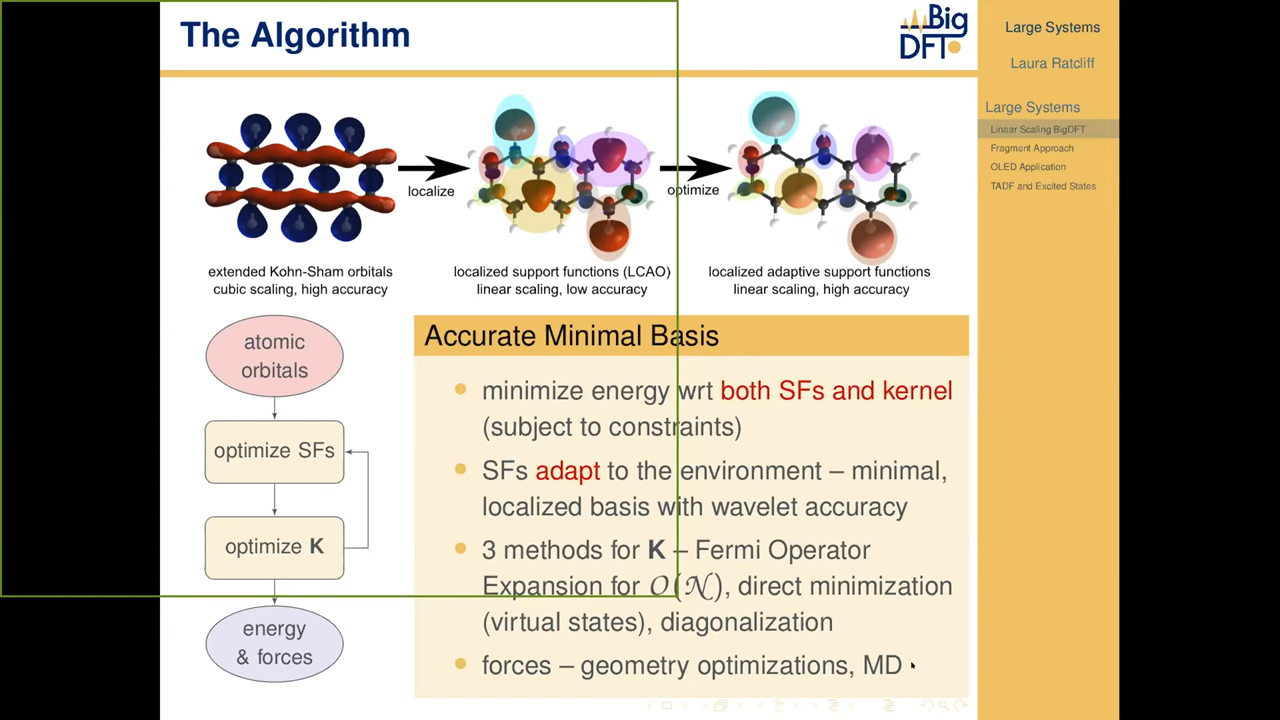 The Algorithm
Big
DFT
Large Systems
Laura Ratcliff
Large Systems
Linear Scaling BigDFT
Fragment Approach
OLED Application
TADF and Excited States
localize
optimize
extended Kohn-Sham orbitals
cubic scaling, high accuracy
localized support functions (LCAO)
linear scaling, low accuracy
localized adaptive support functions
linear scaling, high accuracy
atomic
orbitals
optimize SFs
optimize K
energy
& forces
Accurate Minimal Basis
minimize energy wrt both SFs and kernel
(subject to constraints)
SFs adapt to the environment – minimal,
localized basis with wavelet accuracy
3 methods for K – Fermi Operator
Expansion for 𝒪(𝒩), direct minimization
(virtual states), diagonalization
forces – geometry optimizations, MD